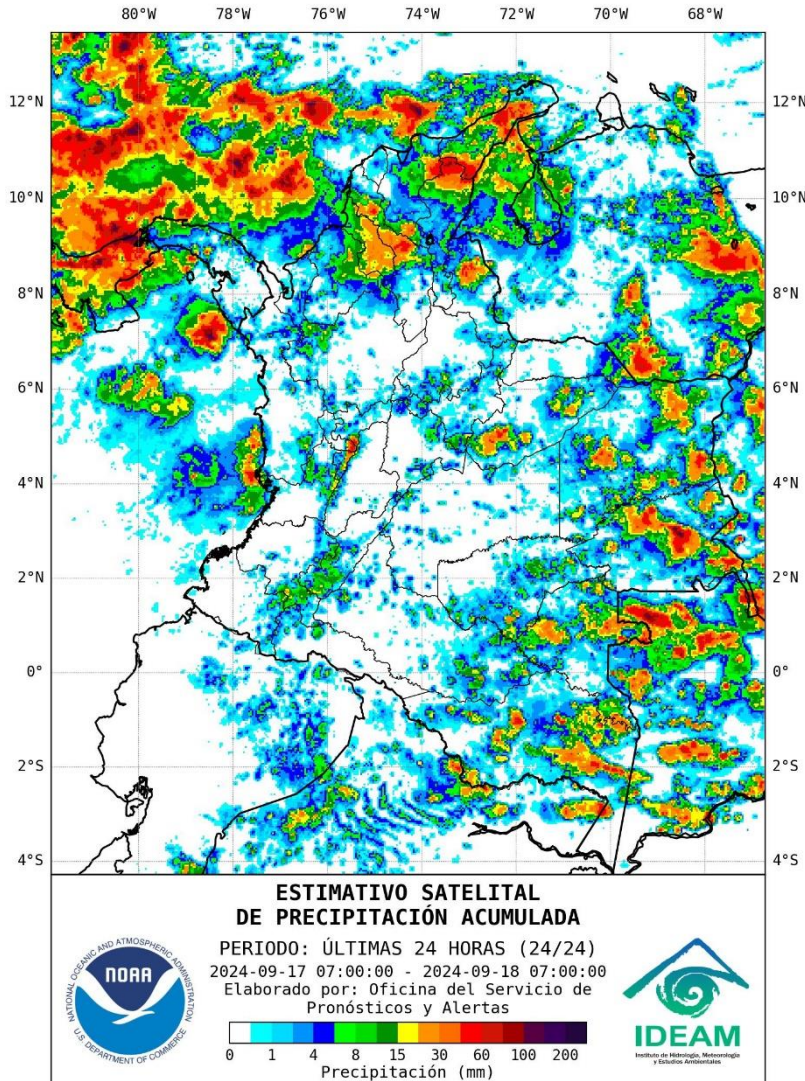 80°W 78°W 76°W 74°W 72°W 70°W 68°W
12°N 12°N
10°N 10°N
8°N 8°N
6°N 6°N
4°N 4°N
2°N 2°N
0° 0°
2°S 2°S
4°S 4°S
ESTIMATIVO SATELITAL
DE PRECIPITACIÓN ACUMULADA
PERIODO: ÚLTIMAS 24 HORAS (24/24)
2024-09-17 07:00:00 - 2024-09-18 07:00:00
Elaborado por: Oficina del Servicio de
Pronósticos y Alertas
0 1 4 8 15 30 60 100 200
Precipitación (mm)
NATIONAL OCEANIC AND ATMOSPHERIC ADMINISTRATION
NOAA
U.S. DEPARTMENT OF COMMERCE
IDEAM
Instituto de Hidrología, Meteorología
y Estudios Ambientales